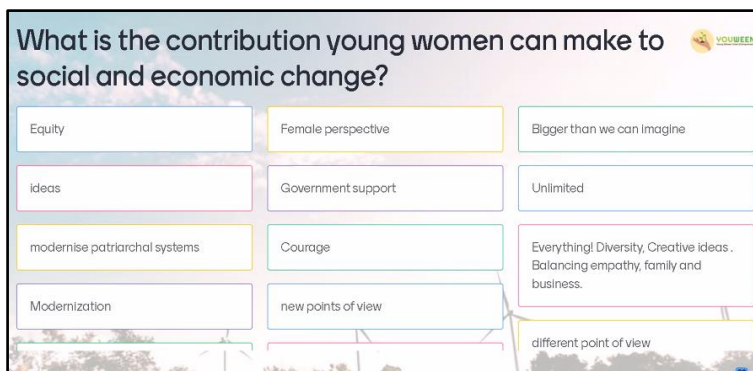 What is the contribution young women can make to
social and economic change?
YOUWEEN
Equity
Female perspective
Bigger than we can imagine
ideas
Government support
Unlimited
modernise patriarchal systems
Courage
Everything! Diversity, Creative ideas .
Balancing empathy, family and
business.
Modernization
new points of view
different point of view